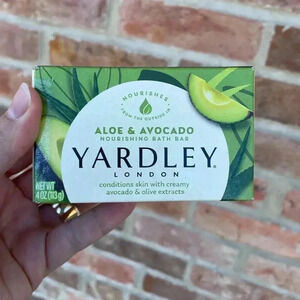 NOURISHES
FROM THE OUTSIDE IN
ALOE & AVOCADO
NOURISHING BATH BAR
YARDLEY
LONDON
conditions skin with creamy
avocado & olive extracts
NET WT
4 OZ (113g)